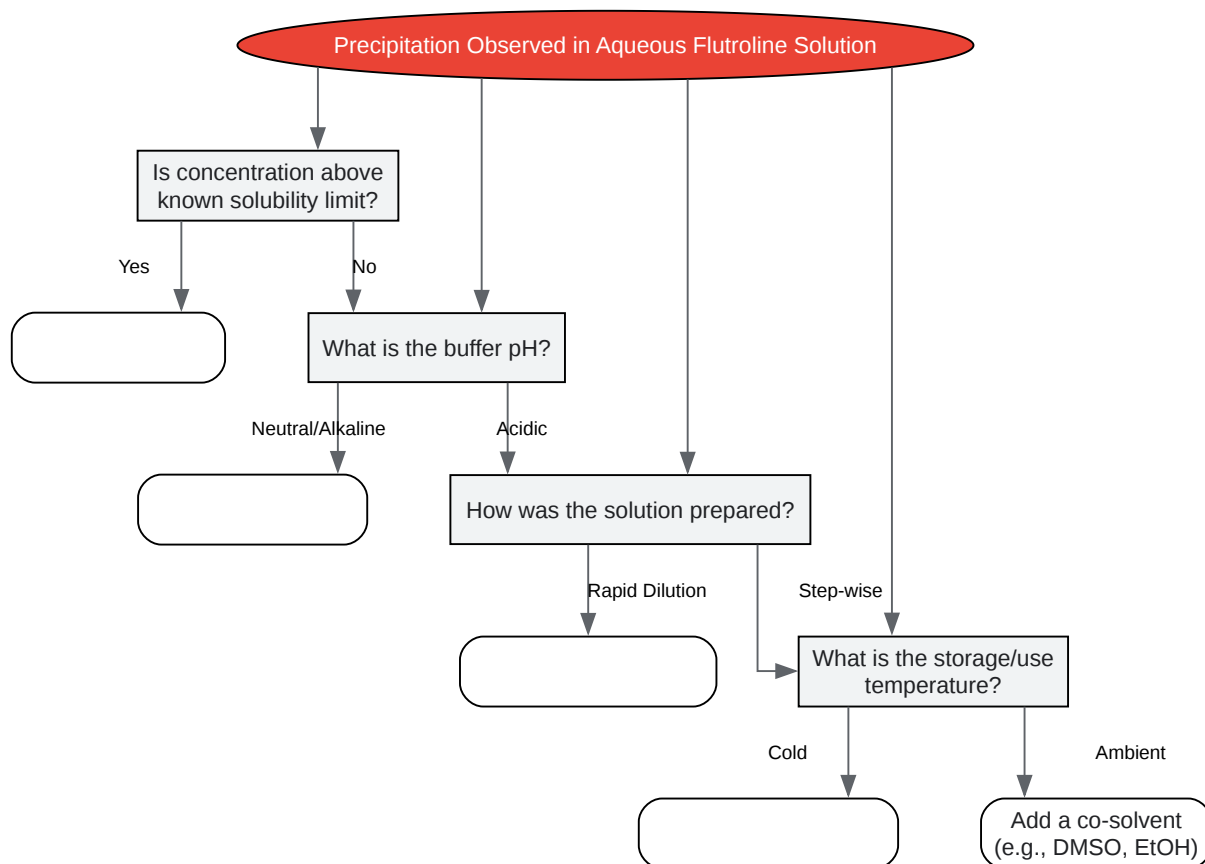 Precipitation Observed in Aqueous Flutroline Solution
Is concentration above
known solubility limit?
Yes
No
What is the buffer pH?
Neutral/Alkaline
Acidic
How was the solution prepared?
Rapid Dilution
Step-wise
What is the storage/use
temperature?
Cold
Ambient
Add a co-solvent
(e.g., DMSO, EtOH)